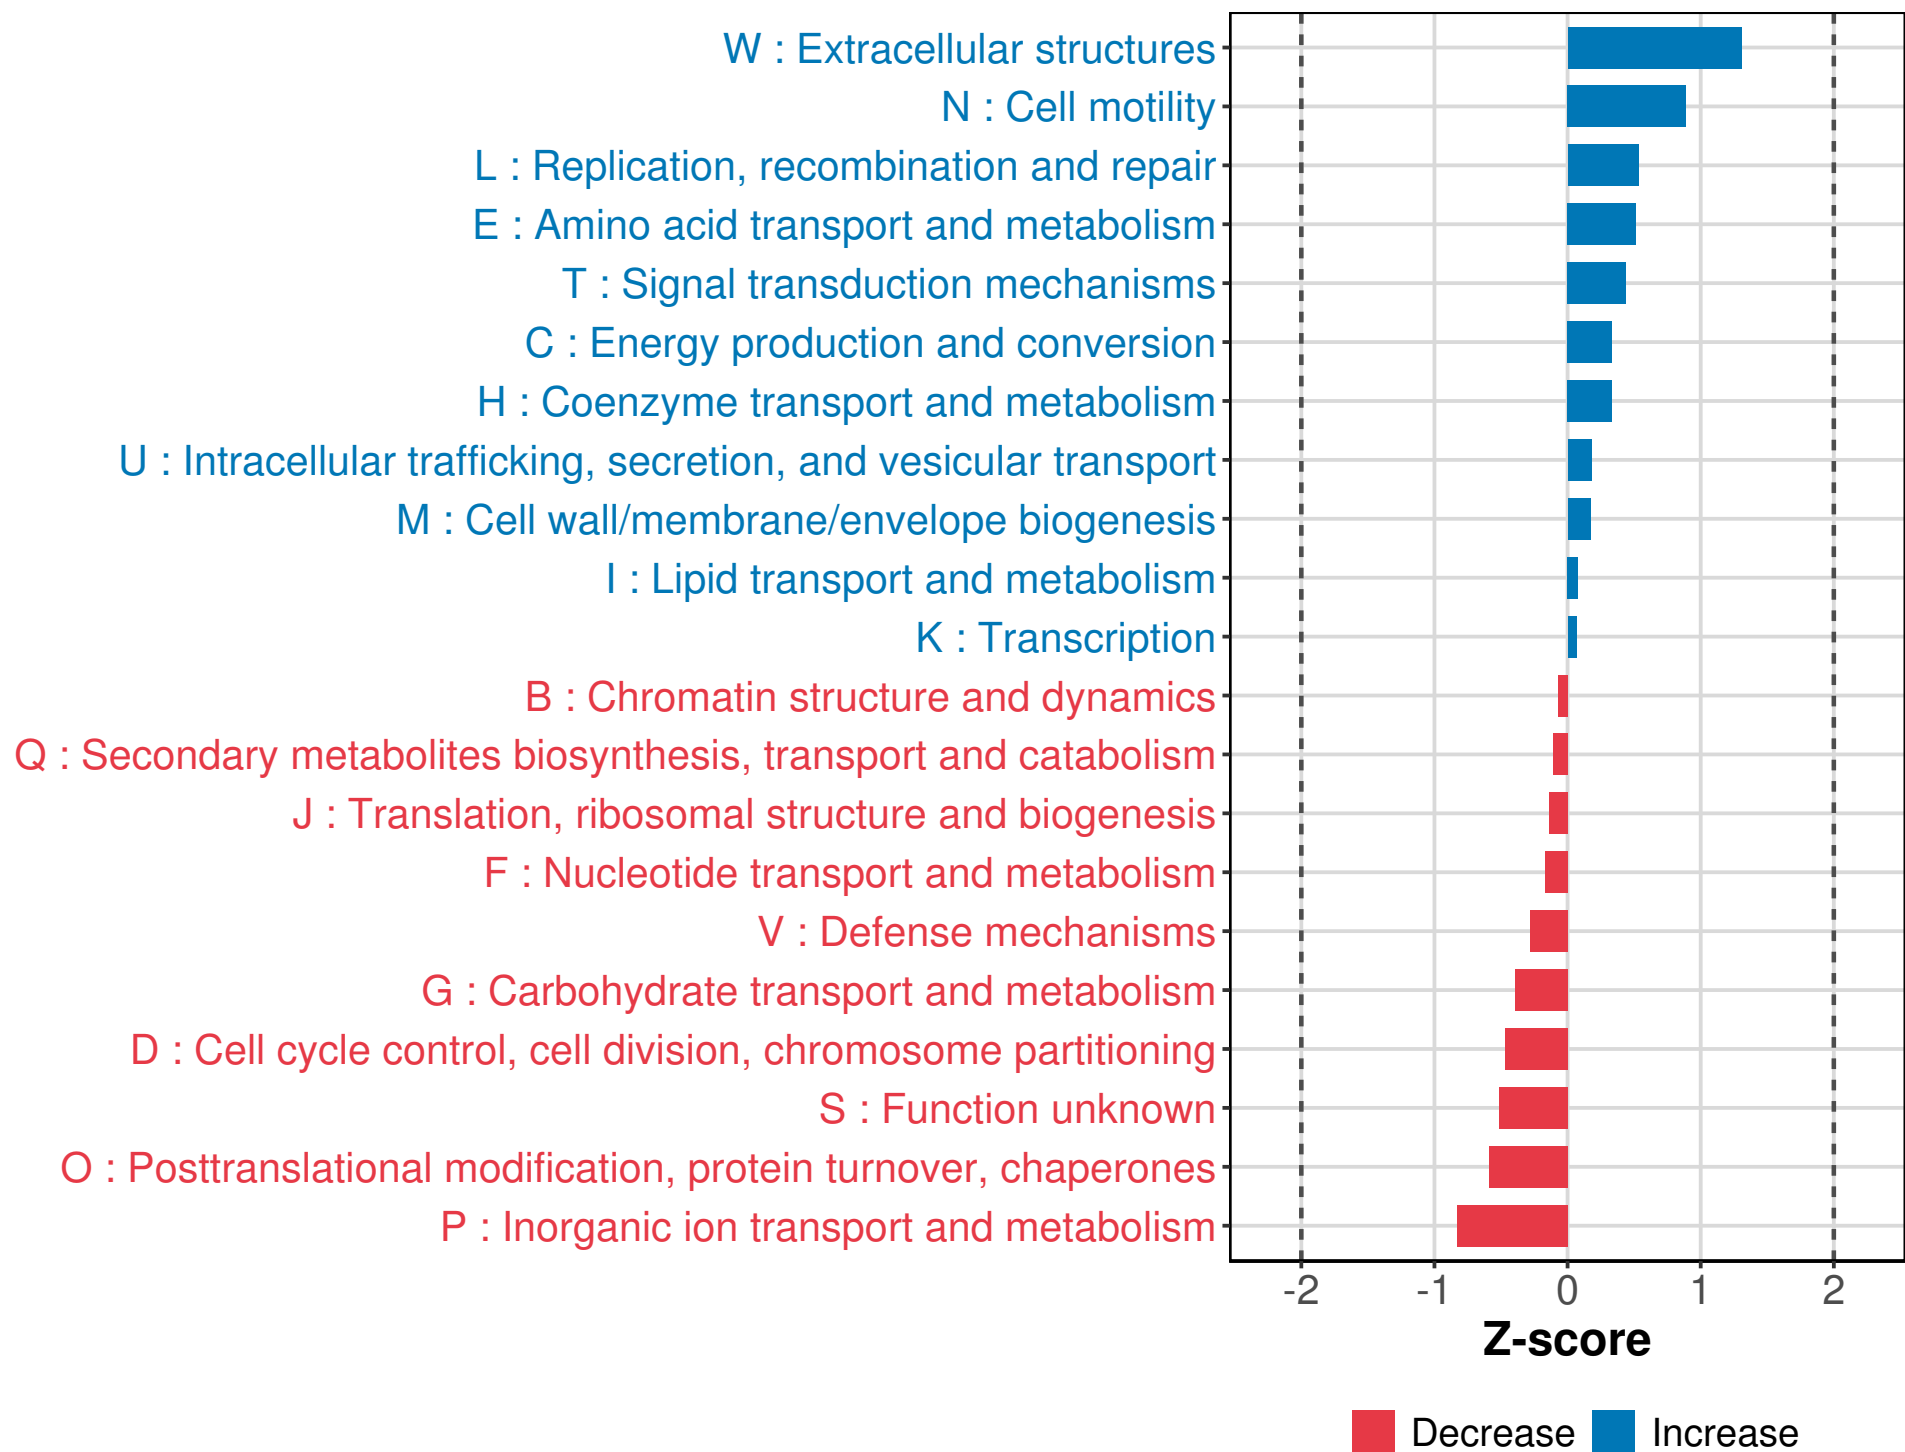 W : Extracellular structures
N : Cell motility
L : Replication, recombination and repair
E : Amino acid transport and metabolism
T : Signal transduction mechanisms
C : Energy production and conversion
H : Coenzyme transport and metabolism
U : Intracellular trafficking, secretion, and vesicular transport
M : Cell wall/membrane/envelope biogenesis
I : Lipid transport and metabolism
K : Transcription
B : Chromatin structure and dynamics
Q : Secondary metabolites biosynthesis, transport and catabolism
J : Translation, ribosomal structure and biogenesis
F : Nucleotide transport and metabolism
V : Defense mechanisms
G : Carbohydrate transport and metabolism
D : Cell cycle control, cell division, chromosome partitioning
S : Function unknown
O : Posttranslational modification, protein turnover, chaperones
P : Inorganic ion transport and metabolism
-2 -1 0 1 2
Z-score
Decrease Increase